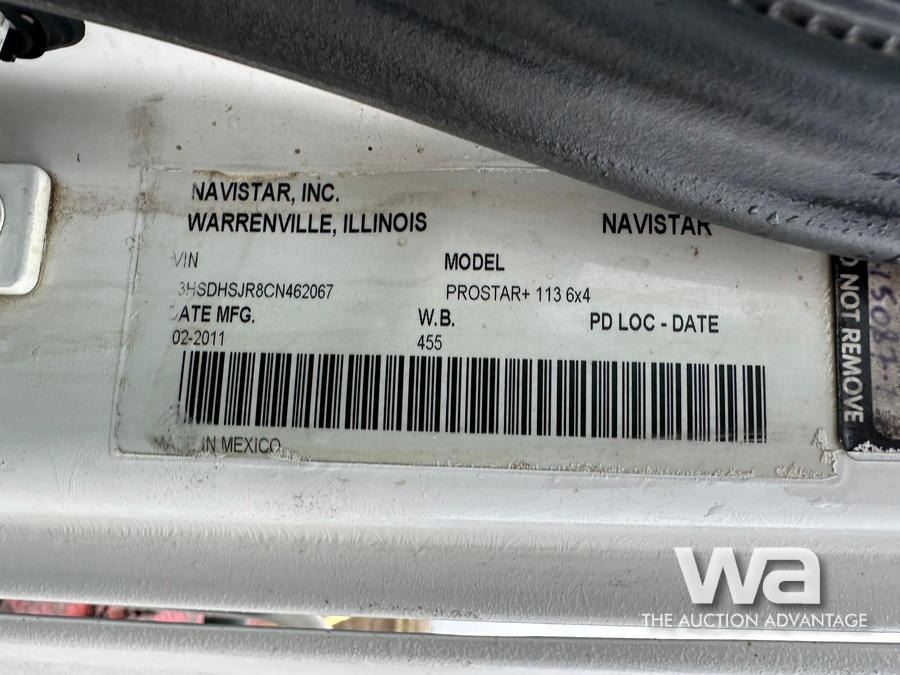 NAVISTAR, INC.
WARRENVILLE, ILLINOIS
NAVISTAR
VIN
MODEL
3HSDHSJR8CN462067
PROSTAR+ 113 6x4
DATE MFG.
W.B.
PD LOC - DATE
02-2011
455
MADE IN MEXICO
NOT REMOVE
wa
THE AUCTION ADVANTAGE